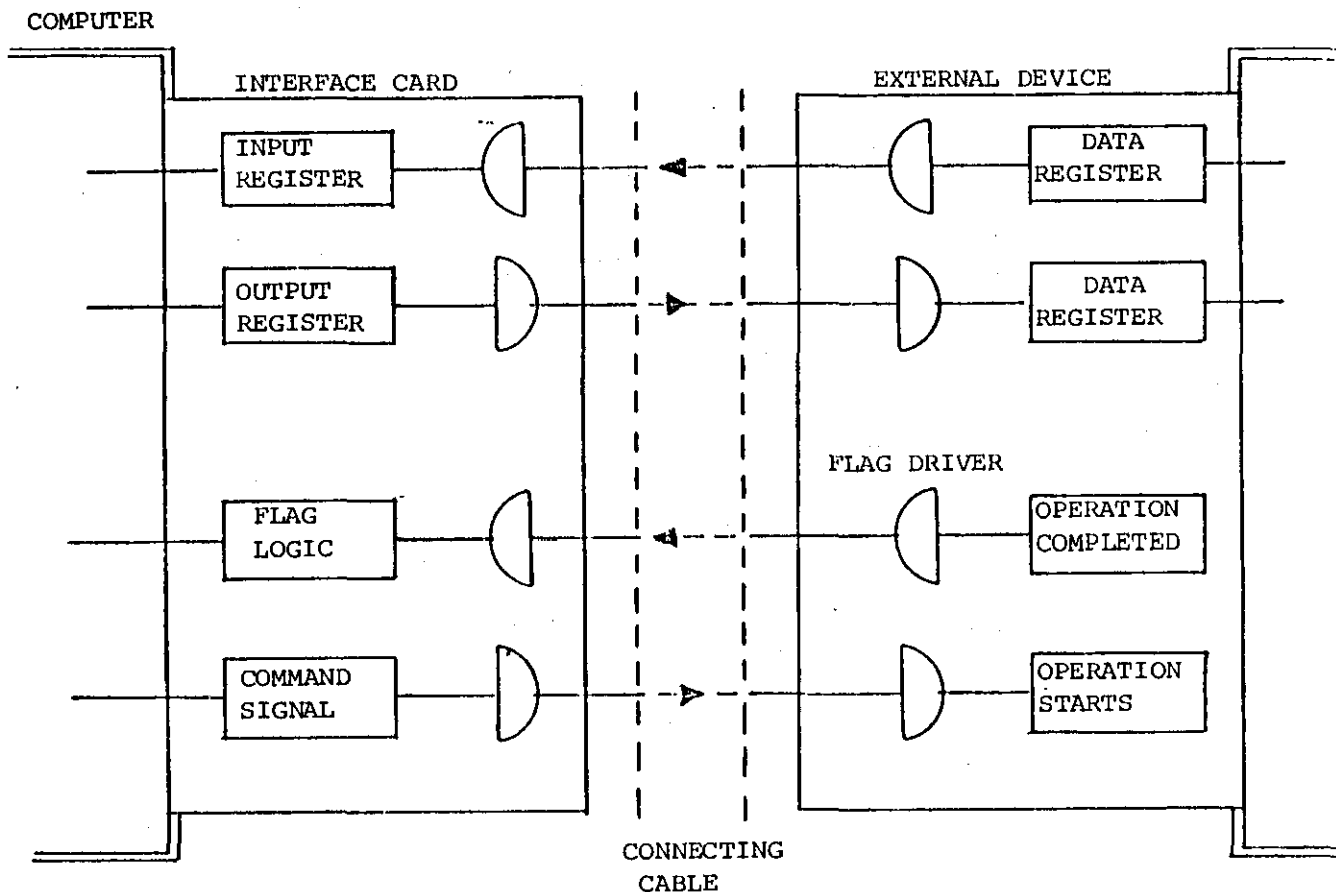 COMPUTER
INTERFACE CARD
EXTERNAL DEVICE
INPUT
REGISTER
DATA
REGISTER
OUTPUT
REGISTER
DATA
REGISTER
FLAG DRIVER
FLAG
LOGIC
OPERATION
COMPLETED
COMMAND
SIGNAL
OPERATION
STARTS
CONNECTING
CABLE